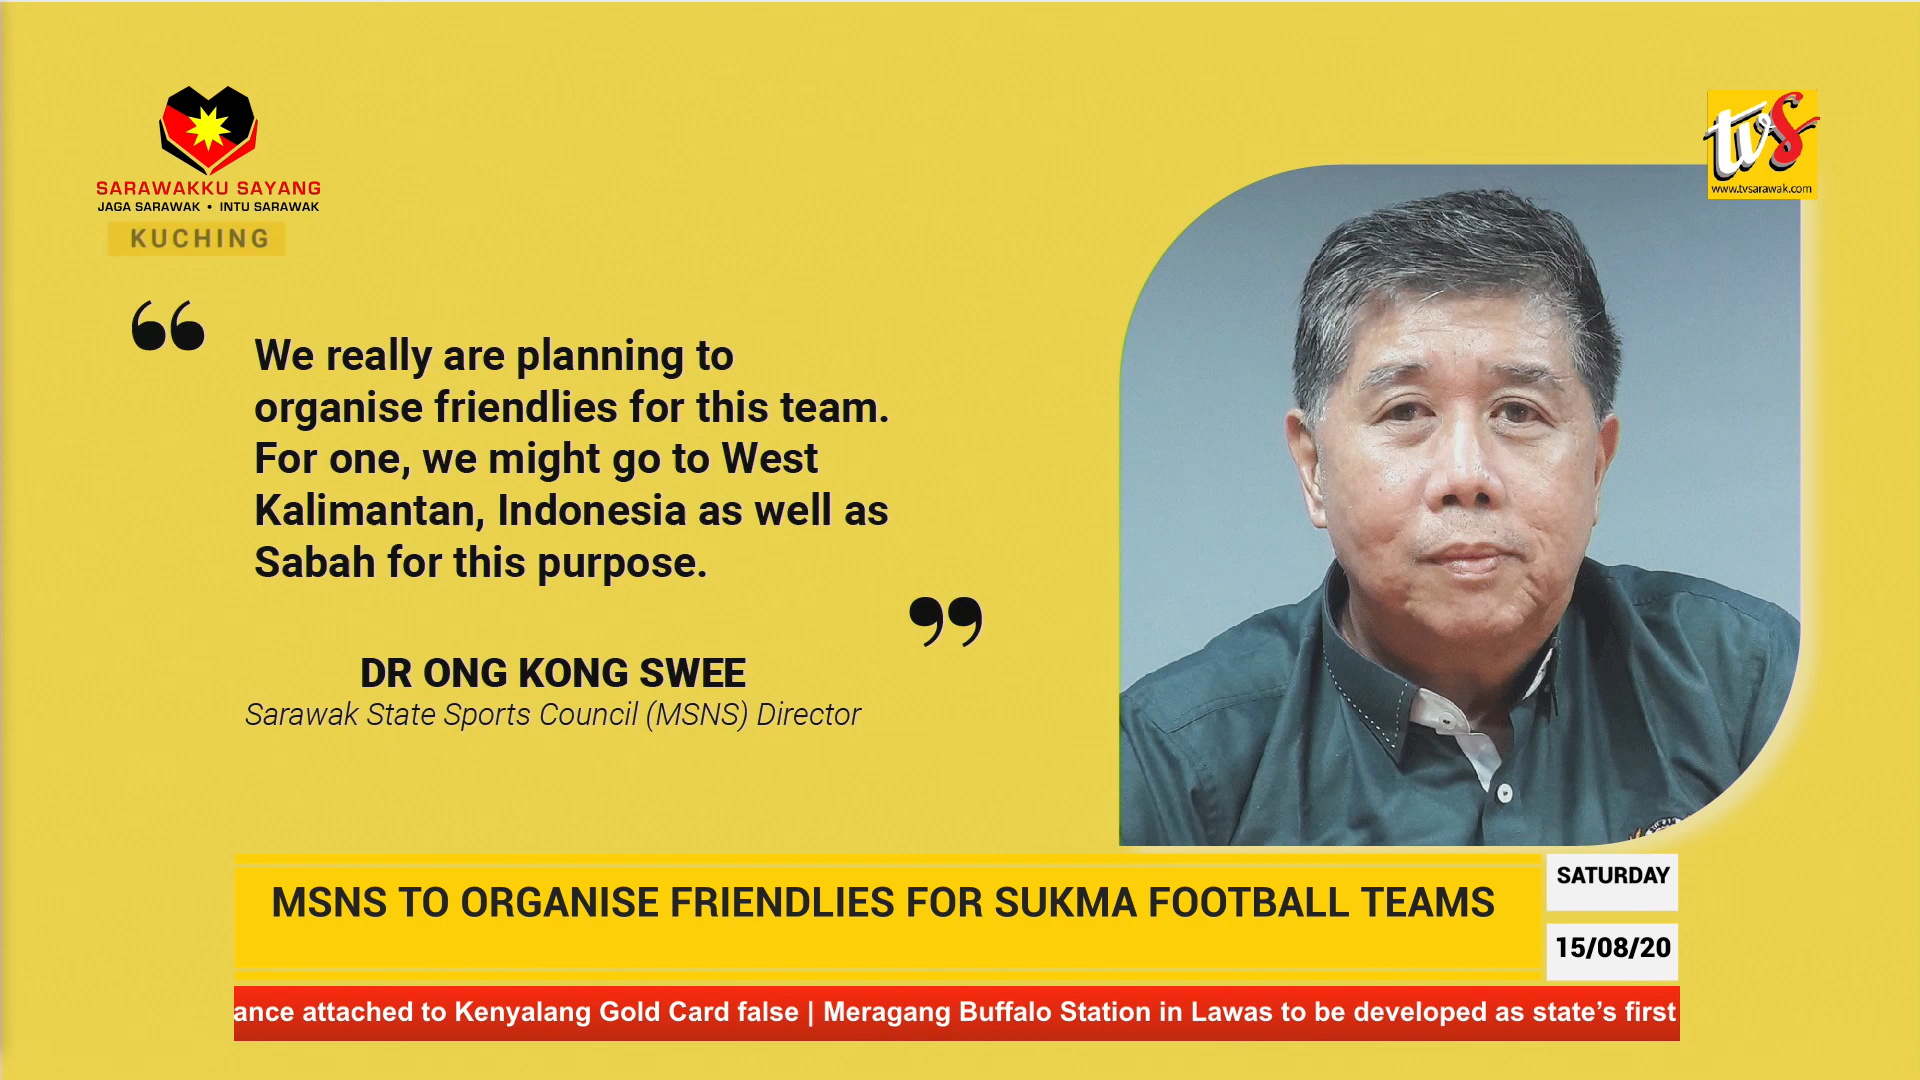 SARAWAKKU SAYANG
JAGA SARAWAK • INTU SARAWAK
KUCHING
tvS
www.tvsarawak.com
“
We really are planning to
organise friendlies for this team.
For one, we might go to West
Kalimantan, Indonesia as well as
Sabah for this purpose.
”
DR ONG KONG SWEE
Sarawak State Sports Council (MSNS) Director
MSNS TO ORGANISE FRIENDLIES FOR SUKMA FOOTBALL TEAMS
SATURDAY
15/08/20
ance attached to Kenyalang Gold Card false | Meragang Buffalo Station in Lawas to be developed as state’s first